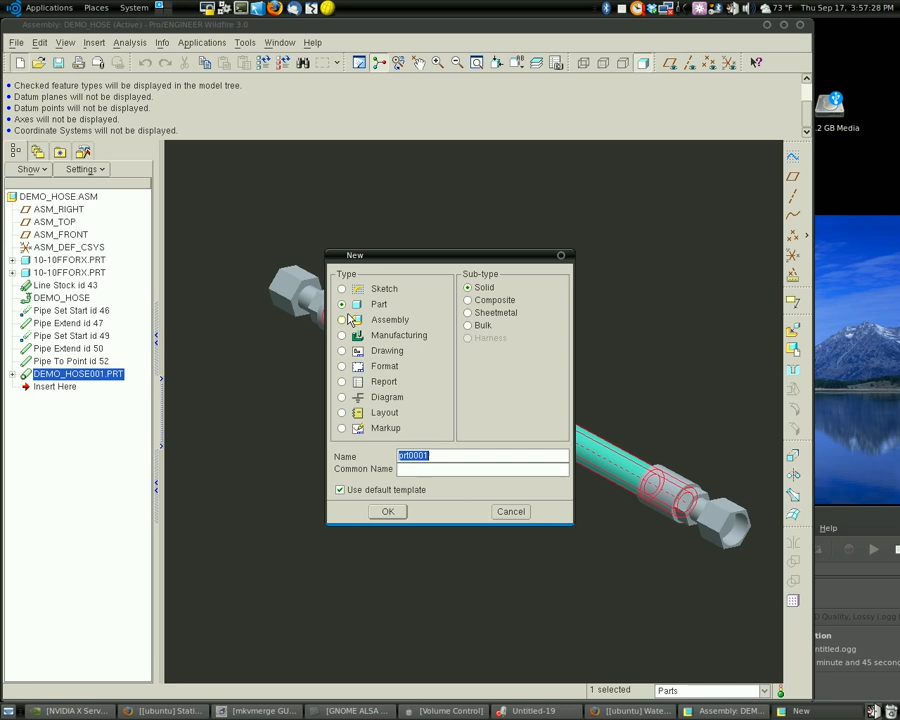 Applications Places System 73 °F Thu Sep 17, 3:57:28 PM
Assembly: DEMO_HOSE (Active) - Pro/ENGINEER Wildfire 3.0
File Edit View Insert Analysis Info Applications Tools Window Help
Checked feature types will be displayed in the model tree.
Datum planes will not be displayed.
Datum points will not be displayed.
Axes will not be displayed.
Coordinate Systems will not be displayed.
.2 GB Media
Show Settings
DEMO_HOSE.ASM
ASM_RIGHT
ASM_TOP
ASM_FRONT
ASM_DEF_CSYS
10-10FFORX.PRT
10-10FFORX.PRT
Line Stock id 43
DEMO_HOSE
Pipe Set Start id 46
Pipe Extend id 47
Pipe Set Start id 49
Pipe Extend id 50
Pipe To Point id 52
DEMO_HOSE001.PRT
Insert Here
New
Type
Sketch
Part
Assembly
Manufacturing
Drawing
Format
Report
Diagram
Layout
Markup
Sub-type
Solid
Composite
Sheetmetal
Bulk
Harness
Name prt0001
Common Name
Use default template
OK Cancel
Help
D Quality, Lossy (.ogg
tion
ntitled.ogg
minute and 45 second
1 selected Parts
[NVIDIA X Serv... [[ubuntu] Stati... [mkvmerge GU... [GNOME ALSA ... [Volume Control] Untitled-19 [[ubuntu] Wate... Assembly: DEM... New